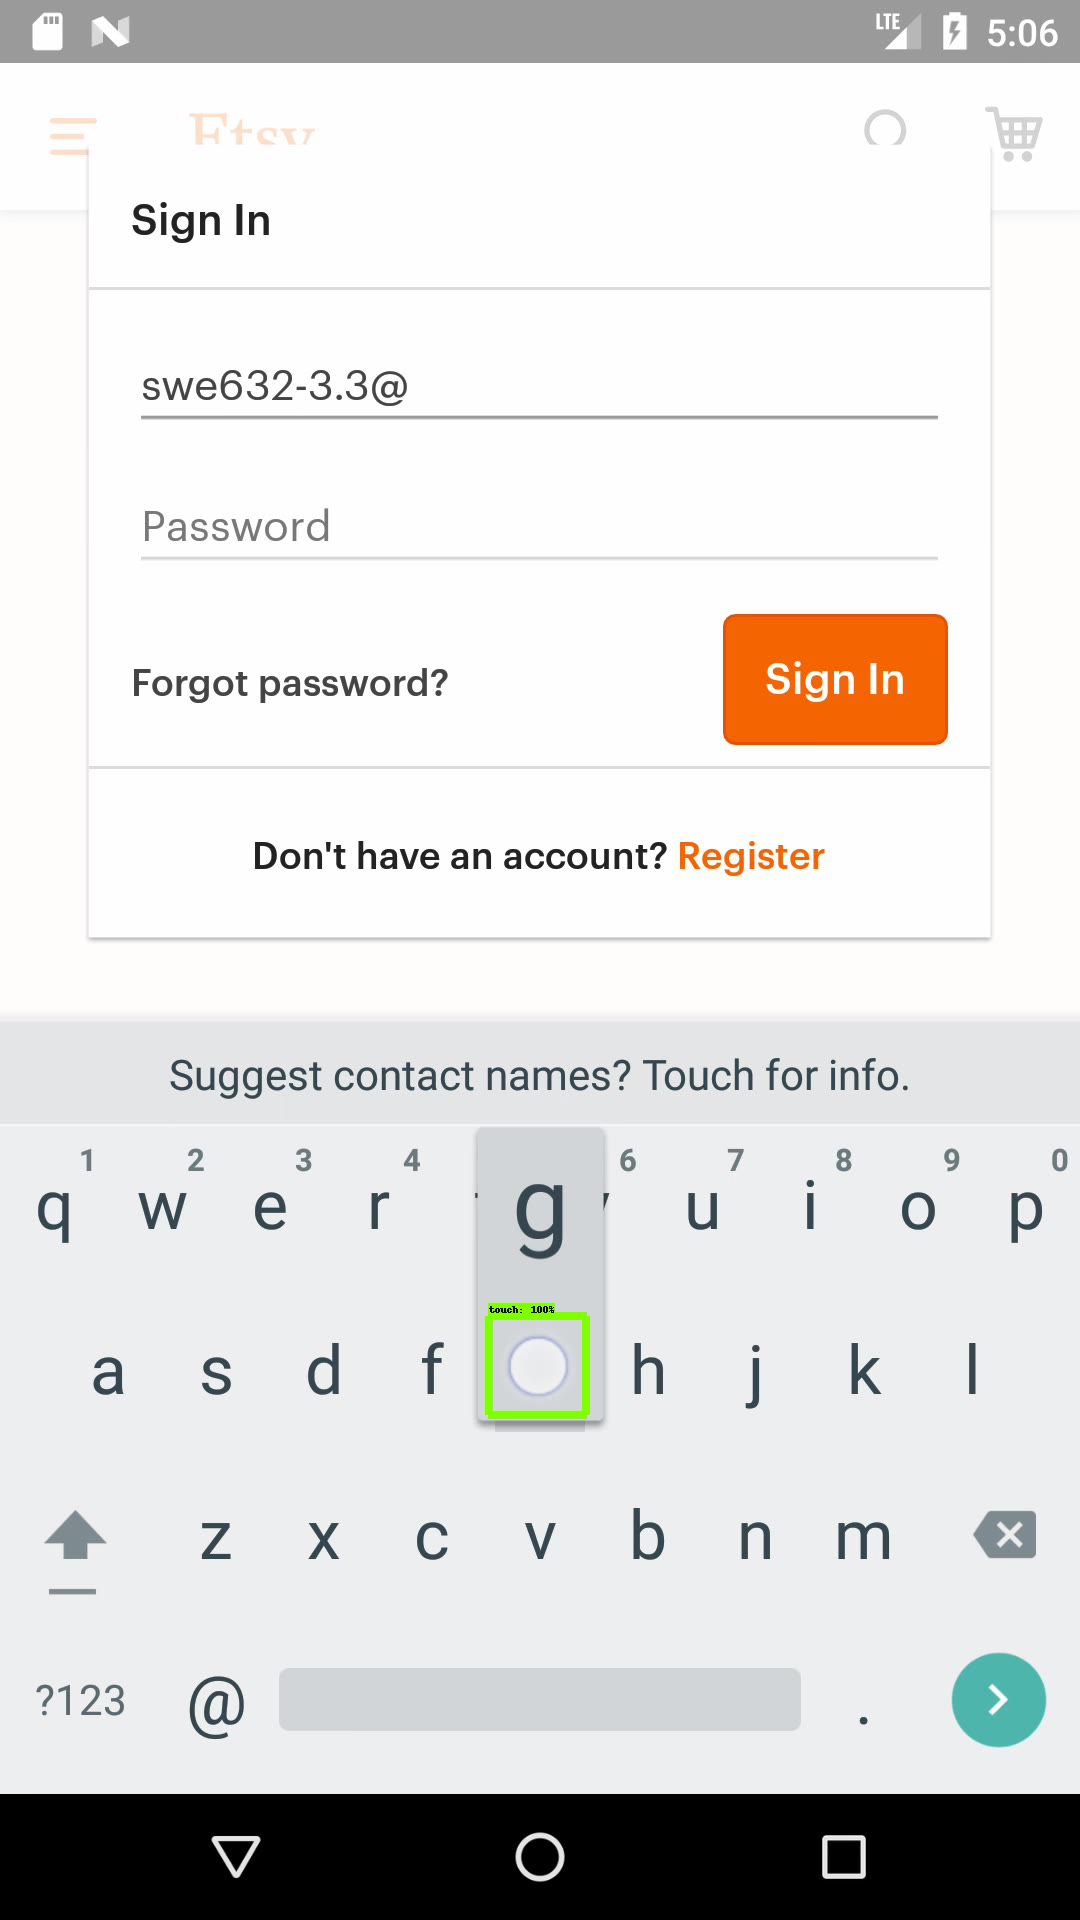 LTE 5:06
Etsy
Sign In
swe632-3.3@
Password
Forgot password? Sign In
Don't have an account? Register
Suggest contact names? Touch for info.
1 2 3 4 6 7 8 9 0
q w e r g u i o p
touch: 100%
a s d f h j k l
z x c v b n m
?123 @ .